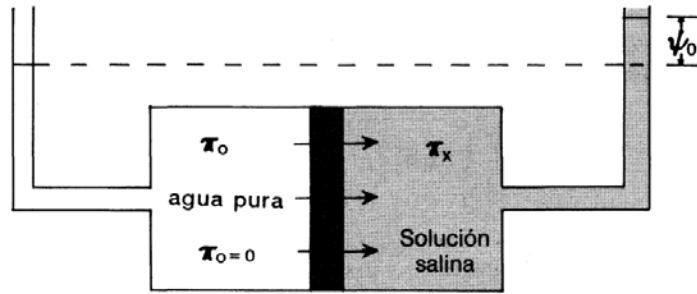 ψ₀
π₀
πₓ
agua pura
π₀ = 0
Solución
salina